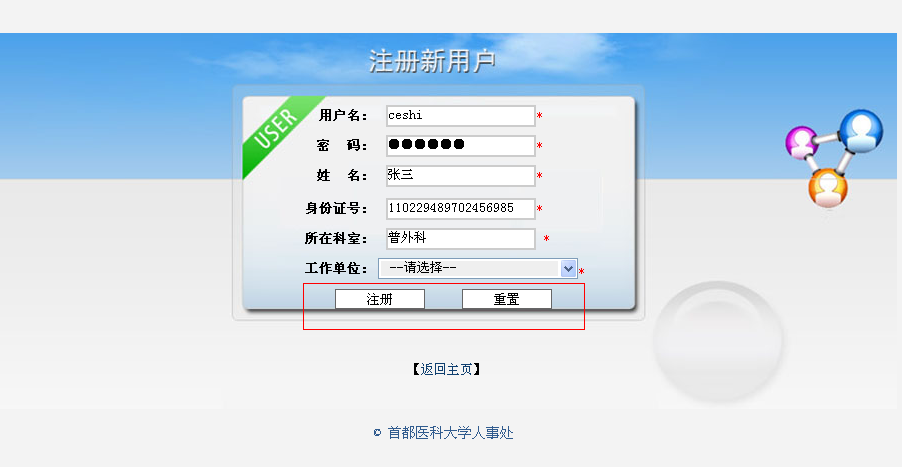 注册新用户
USER
用户名： ceshi *
密 码： ●●●●●● *
姓 名： 张三 *
身份证号： 110229489702456985 *
所在科室： 普外科 *
工作单位： --请选择-- *
注册 重置
【返回主页】
© 首都医科大学人事处